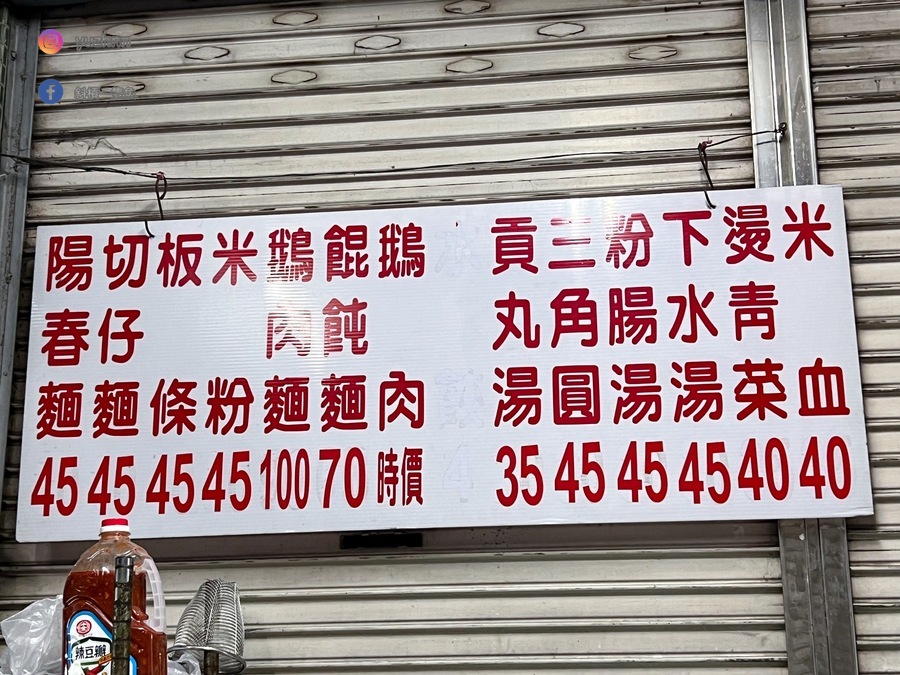 陽春麵 45
切仔麵 45
板條 45
米粉 45
鵝肉麵 100
餛飩麵 70
鵝肉 時價
貢丸湯 35
三角圓 45
粉腸湯 45
下水湯 45
燙青菜 40
米血 40
辣豆瓣